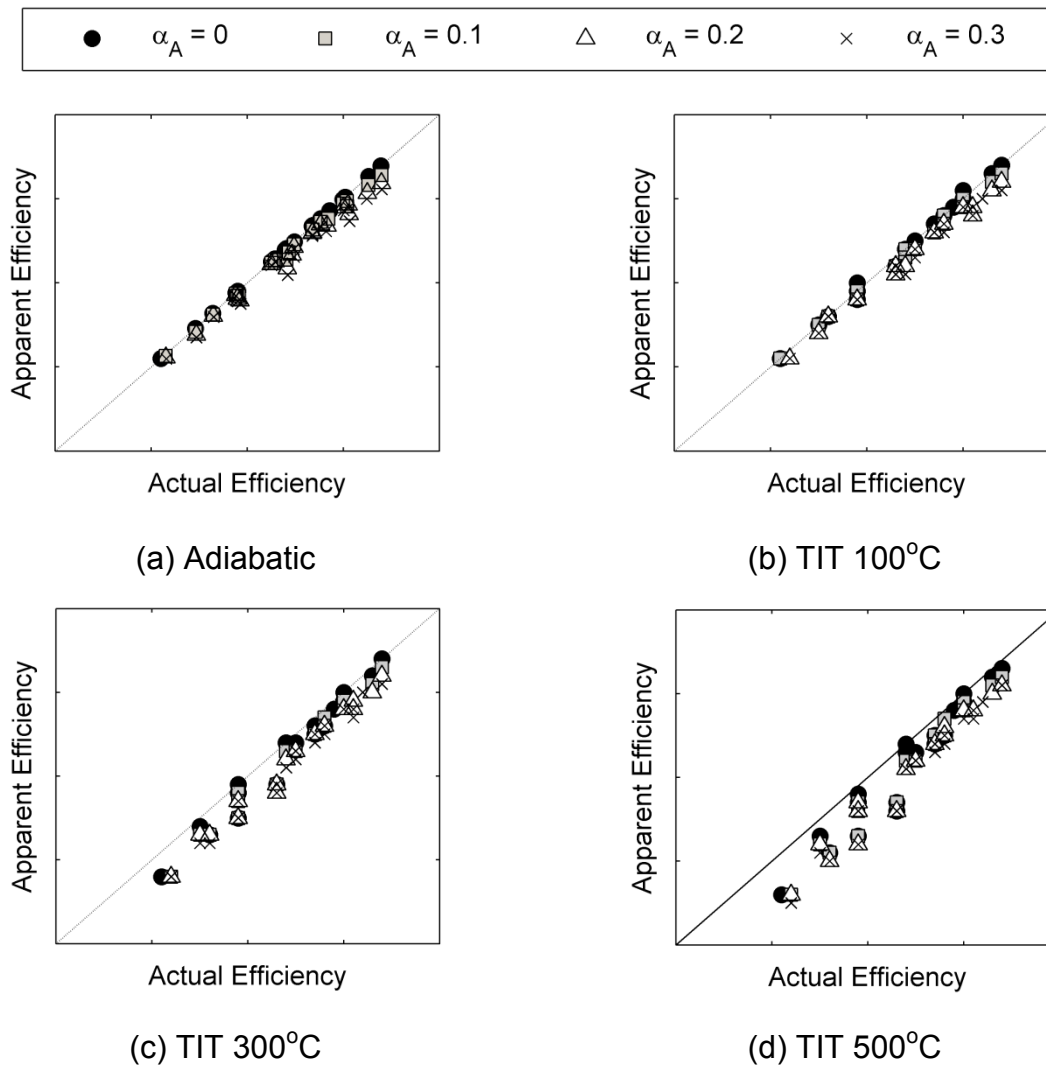 α_A = 0 α_A = 0.1 α_A = 0.2 α_A = 0.3
Apparent Efficiency
Actual Efficiency
(a) Adiabatic
Apparent Efficiency
Actual Efficiency
(b) TIT 100°C
Apparent Efficiency
Actual Efficiency
(c) TIT 300°C
Apparent Efficiency
Actual Efficiency
(d) TIT 500°C